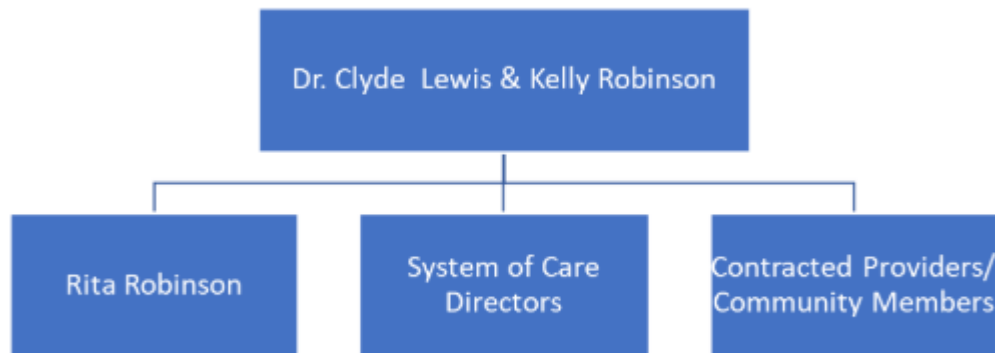 Dr. Clyde Lewis & Kelly Robinson
Rita Robinson
System of Care
Directors
Contracted Providers/
Community Members